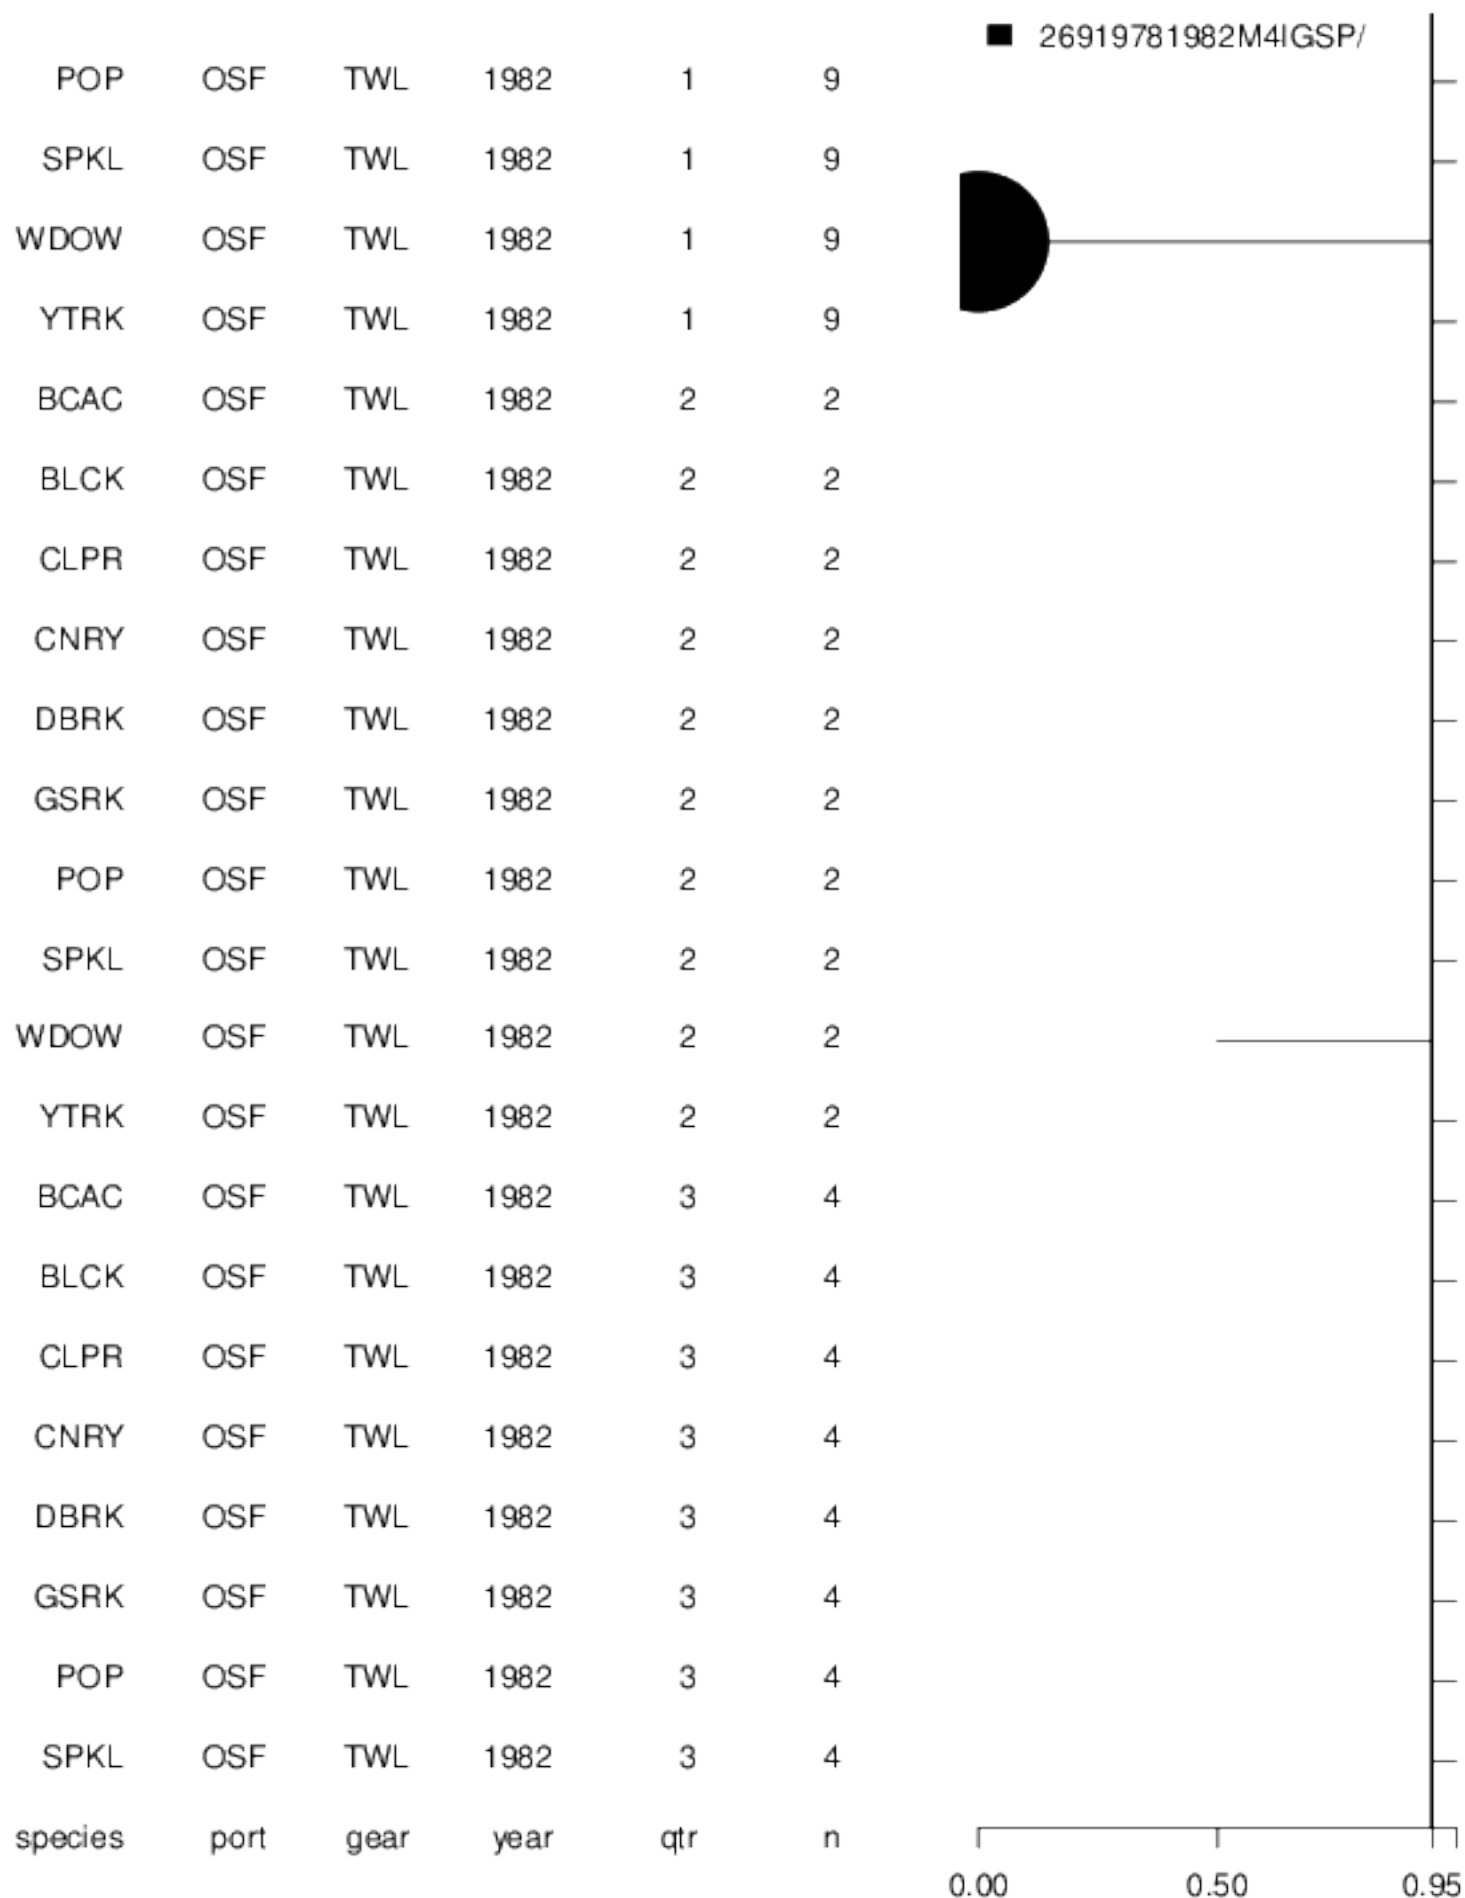 26919781982M4IGSP/
POP OSF TWL 1982 1 9
SPKL OSF TWL 1982 1 9
WDOW OSF TWL 1982 1 9
YTRK OSF TWL 1982 1 9
BCAC OSF TWL 1982 2 2
BLCK OSF TWL 1982 2 2
CLPR OSF TWL 1982 2 2
CNRY OSF TWL 1982 2 2
DBRK OSF TWL 1982 2 2
GSRK OSF TWL 1982 2 2
POP OSF TWL 1982 2 2
SPKL OSF TWL 1982 2 2
WDOW OSF TWL 1982 2 2
YTRK OSF TWL 1982 2 2
BCAC OSF TWL 1982 3 4
BLCK OSF TWL 1982 3 4
CLPR OSF TWL 1982 3 4
CNRY OSF TWL 1982 3 4
DBRK OSF TWL 1982 3 4
GSRK OSF TWL 1982 3 4
POP OSF TWL 1982 3 4
SPKL OSF TWL 1982 3 4
species port gear year qtr n
0.00 0.50 0.95